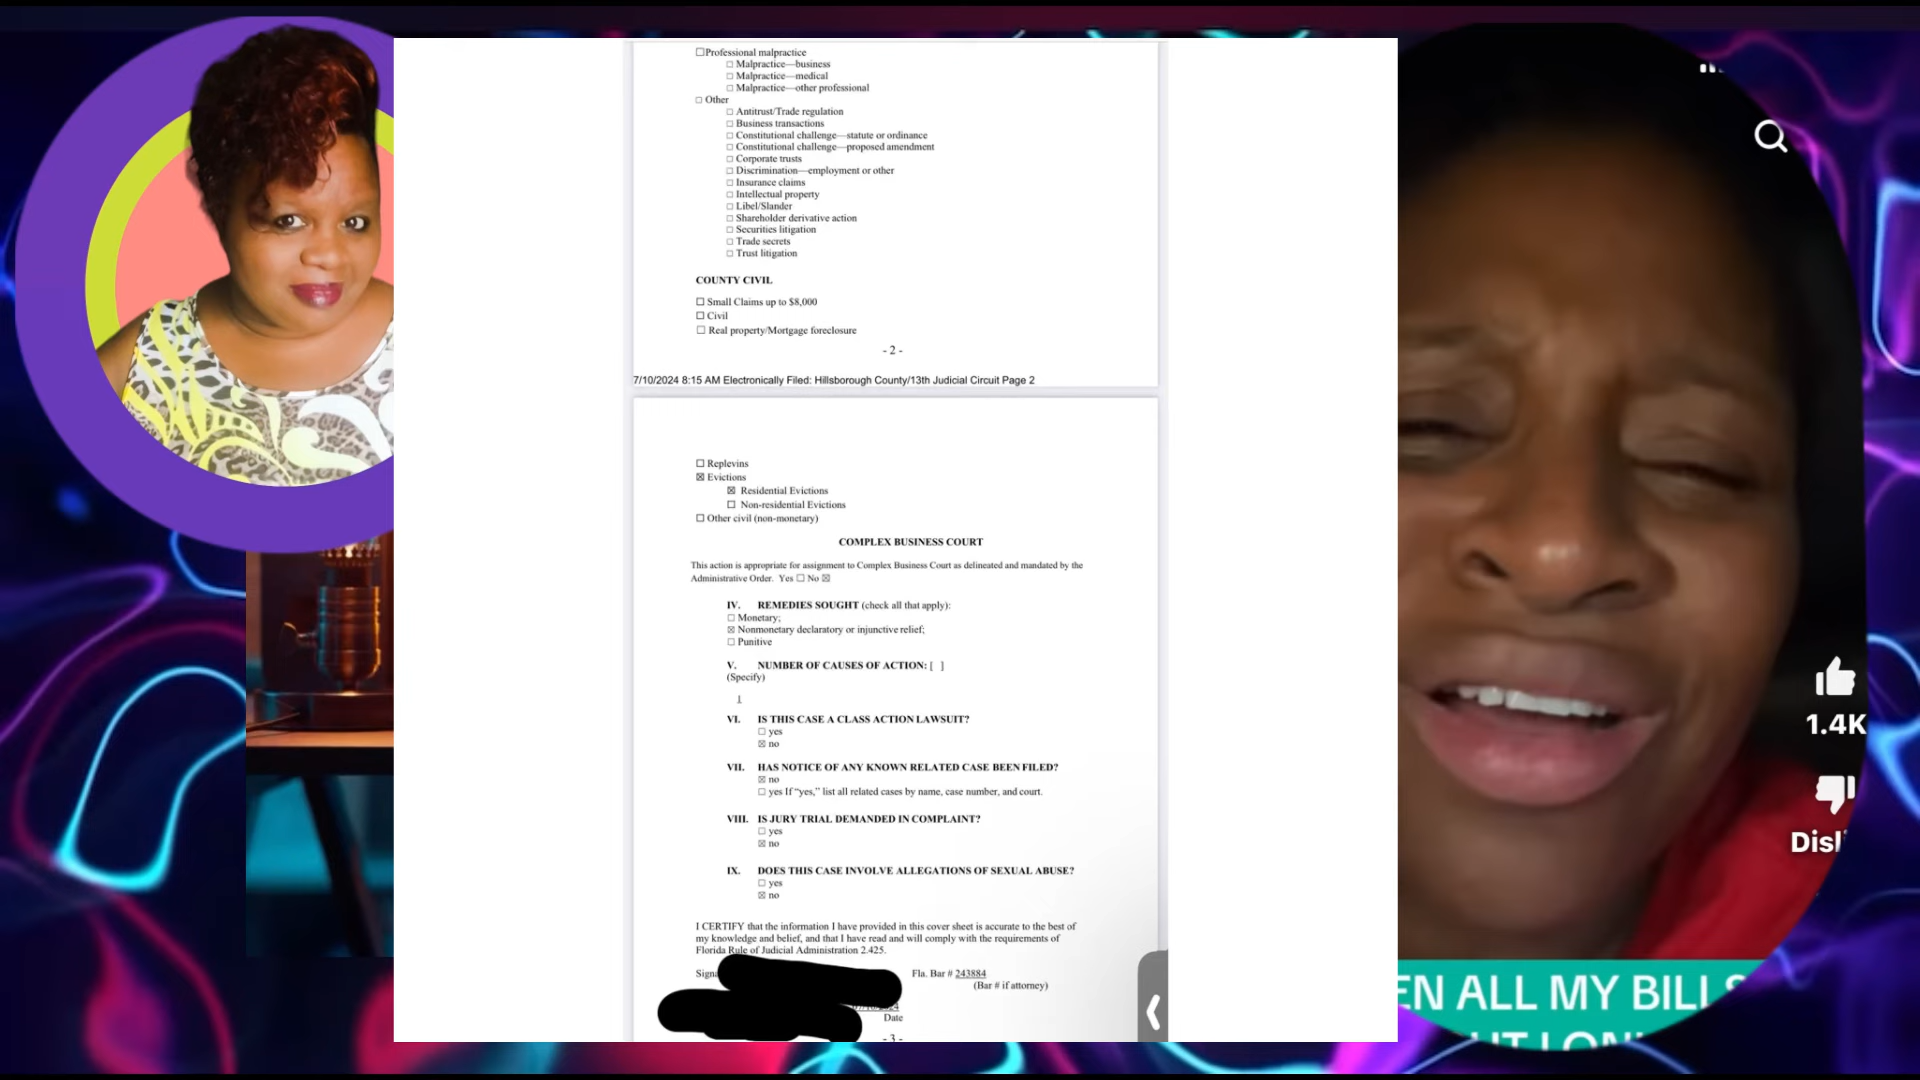 ☐Professional malpractice
☐ Malpractice—business
☐ Malpractice—medical
☐ Malpractice—other professional
☐ Other
☐ Antitrust/Trade regulation
☐ Business transactions
☐ Constitutional challenge—statute or ordinance
☐ Constitutional challenge—proposed amendment
☐ Corporate trusts
☐ Discrimination—employment or other
☐ Insurance claims
☐ Intellectual property
☐ Libel/Slander
☐ Shareholder derivative action
☐ Securities litigation
☐ Trade secrets
☐ Trust litigation
COUNTY CIVIL
☐ Small Claims up to $8,000
☐ Civil
☐ Real property/Mortgage foreclosure
- 2 -
7/10/2024 8:15 AM Electronically Filed: Hillsborough County/13th Judicial Circuit Page 2
☐ Replevins
☒ Evictions
☒ Residential Evictions
☐ Non-residential Evictions
☐ Other civil (non-monetary)
COMPLEX BUSINESS COURT
This action is appropriate for assignment to Complex Business Court as delineated and mandated by the
Administrative Order. Yes ☐ No ☒
IV. REMEDIES SOUGHT (check all that apply):
☐ Monetary;
☒ Nonmonetary declaratory or injunctive relief;
☐ Punitive
V. NUMBER OF CAUSES OF ACTION: [ ]
(Specify)
1
VI. IS THIS CASE A CLASS ACTION LAWSUIT?
☐ yes
☒ no
VII. HAS NOTICE OF ANY KNOWN RELATED CASE BEEN FILED?
☒ no
☐ yes If "yes," list all related cases by name, case number, and court.
VIII. IS JURY TRIAL DEMANDED IN COMPLAINT?
☐ yes
☒ no
IX. DOES THIS CASE INVOLVE ALLEGATIONS OF SEXUAL ABUSE?
☐ yes
☒ no
I CERTIFY that the information I have provided in this cover sheet is accurate to the best of
my knowledge and belief, and that I have read and will comply with the requirements of
Florida Rule of Judicial Administration 2.425.
Signa Fla. Bar # 243884
(Bar # if attorney)
Date
- 3 -
1.4K
Disl
EN ALL MY BILLS